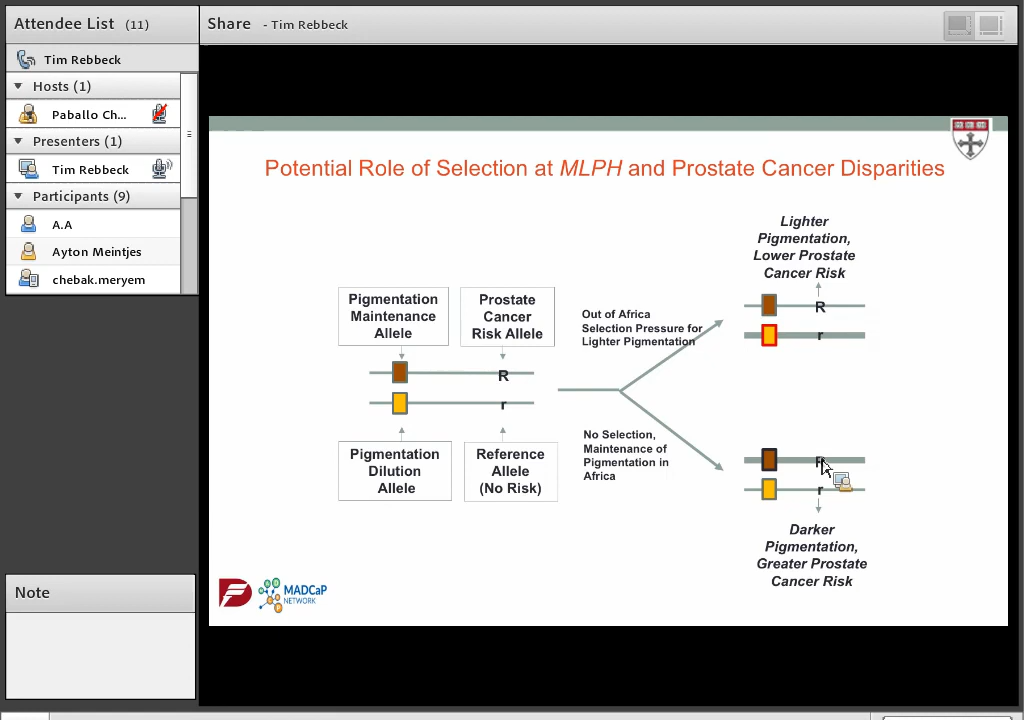 Attendee List (11)
Tim Rebbeck
Hosts (1)
Paballo Ch...
Presenters (1)
Tim Rebbeck
Participants (9)
A.A
Ayton Meintjes
chebak.meryem
Note
Share - Tim Rebbeck
Potential Role of Selection at MLPH and Prostate Cancer Disparities
Pigmentation
Maintenance
Allele
Prostate
Cancer
Risk Allele
R
r
Pigmentation
Dilution
Allele
Reference
Allele
(No Risk)
Out of Africa
Selection Pressure for
Lighter Pigmentation
No Selection,
Maintenance of
Pigmentation in
Africa
Lighter
Pigmentation,
Lower Prostate
Cancer Risk
R
r
r
Darker
Pigmentation,
Greater Prostate
Cancer Risk
MADCaP
NETWORK